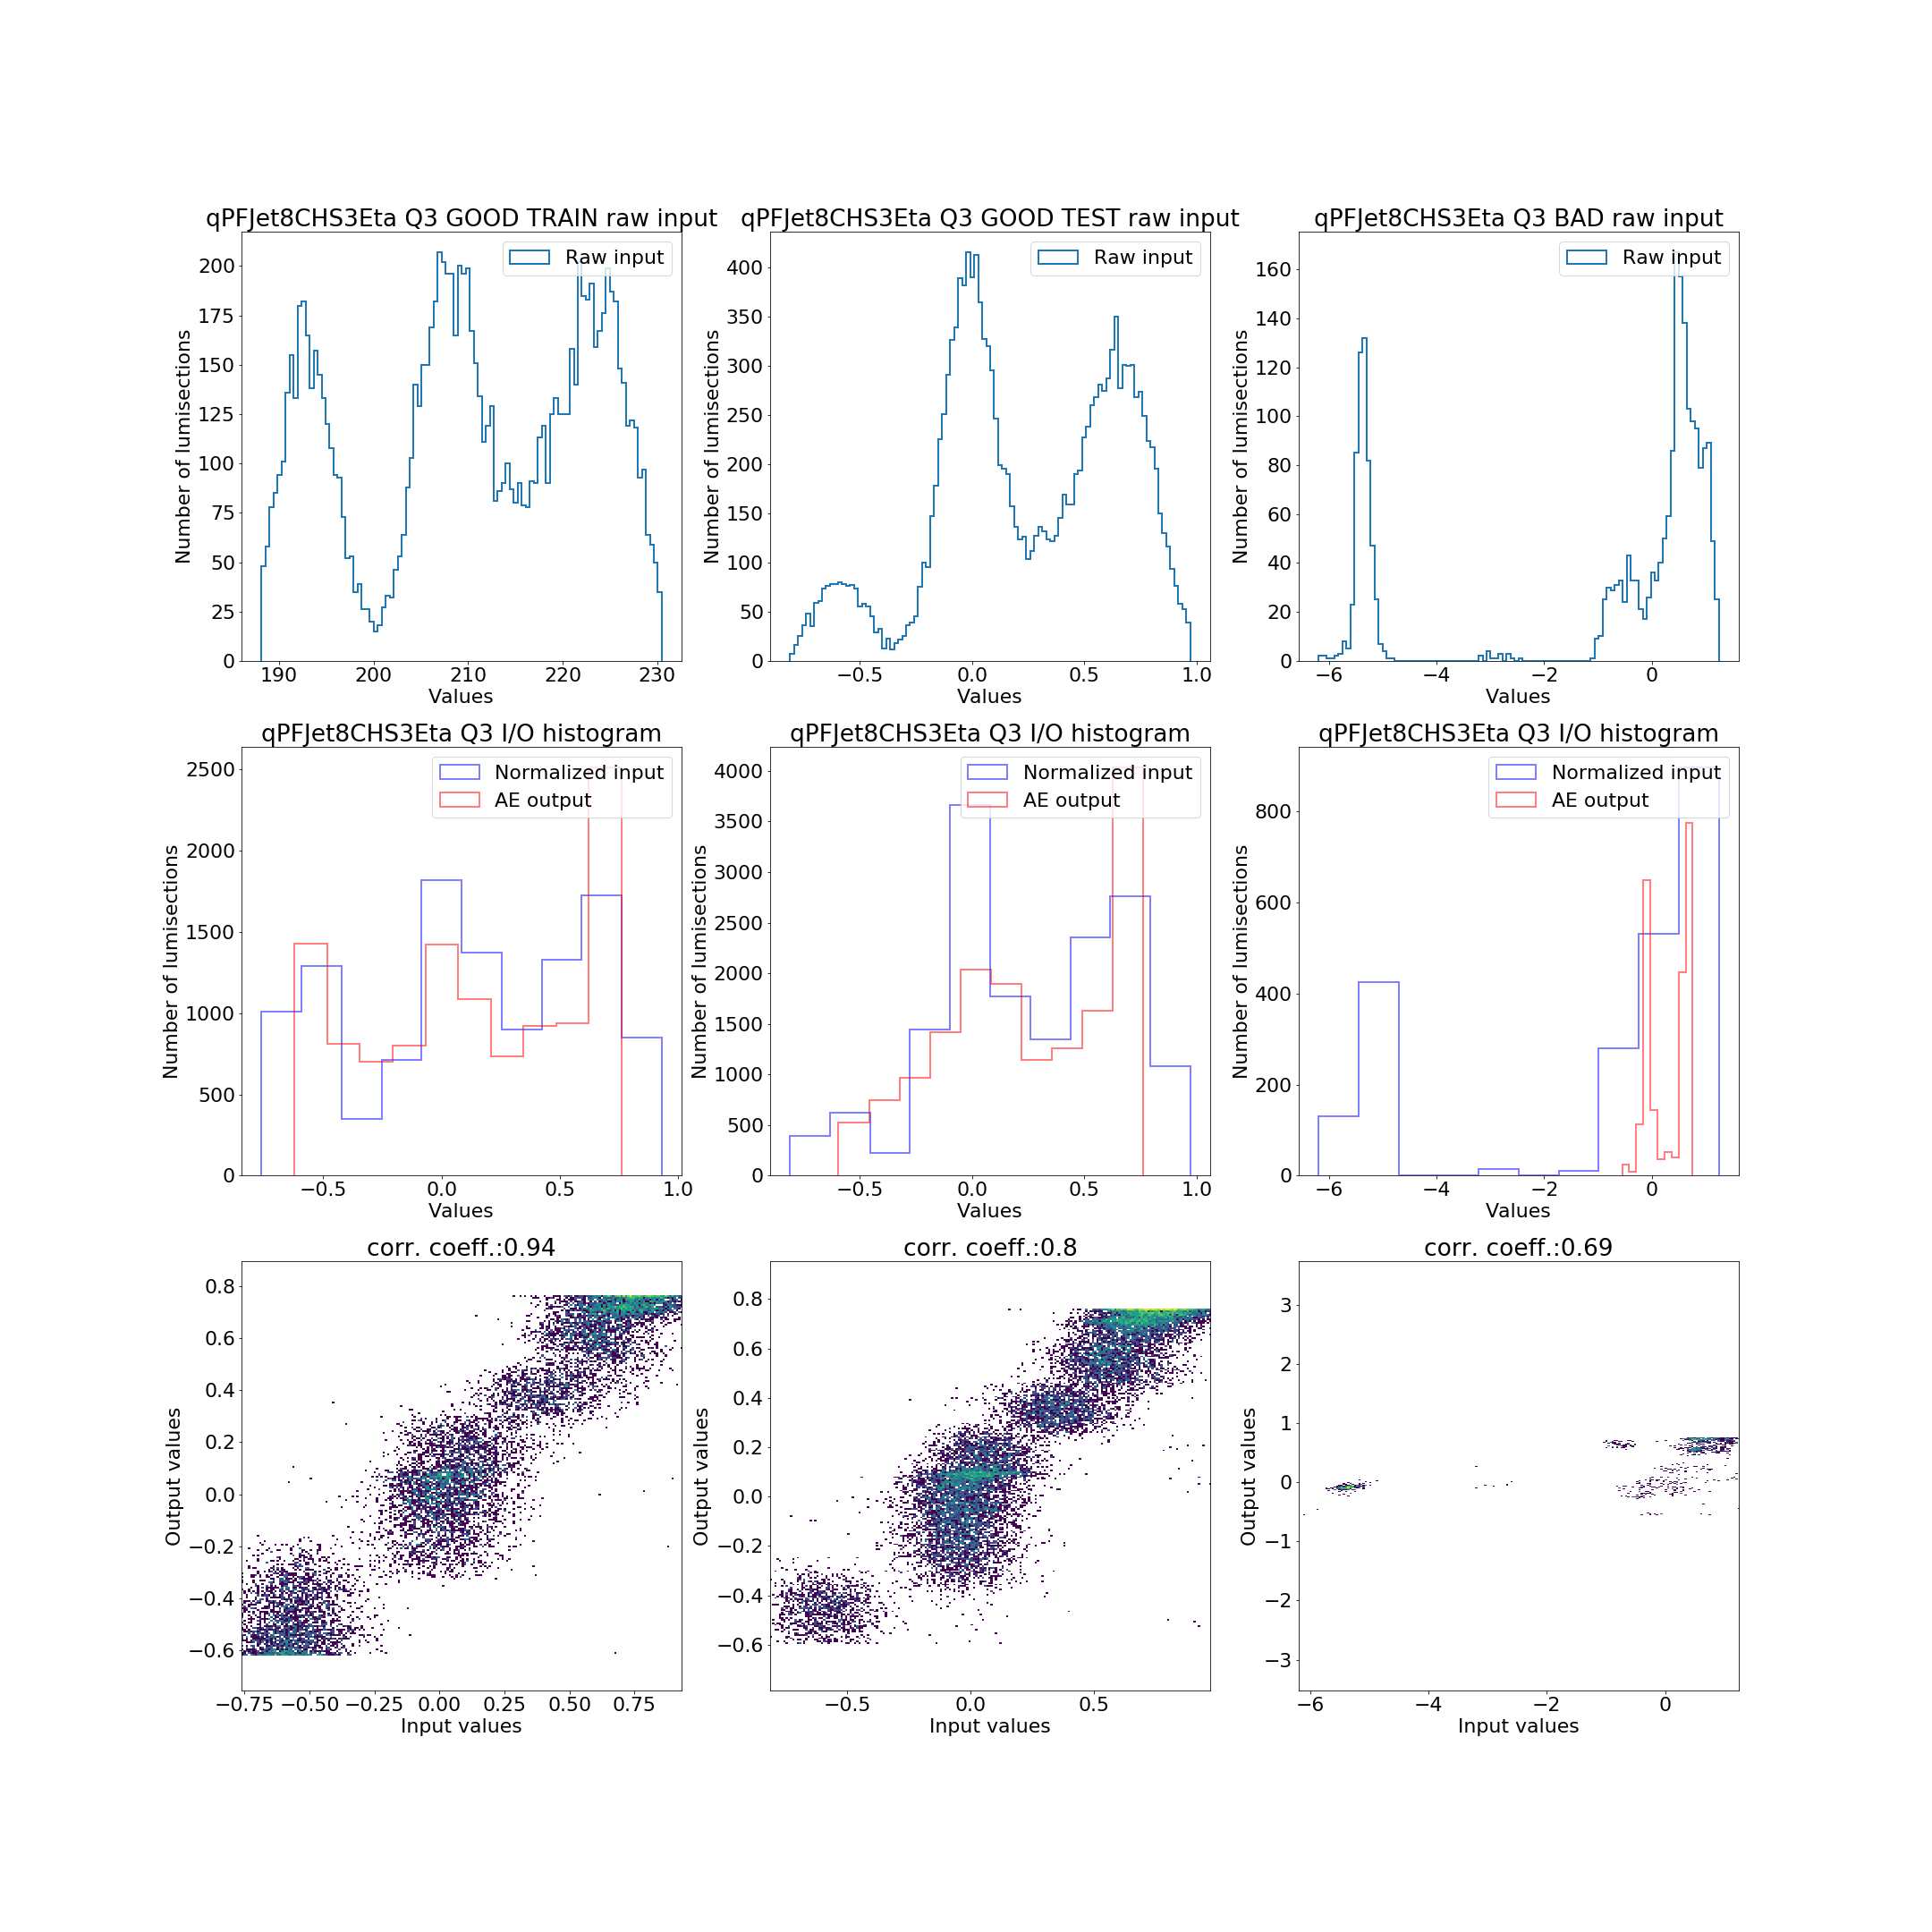 qPFJet8CHS3Eta Q3 GOOD TRAIN raw input
qPFJet8CHS3Eta Q3 GOOD TEST raw input
qPFJet8CHS3Eta Q3 BAD raw input
Raw input
Raw input
Raw input
Number of lumisections
200
175
150
125
100
75
50
25
0
190 200 210 220 230
Values
Number of lumisections
400
350
300
250
200
150
100
50
0
−0.5 0.0 0.5 1.0
Values
Number of lumisections
160
140
120
100
80
60
40
20
0
−6 −4 −2 0
Values
qPFJet8CHS3Eta Q3 I/O histogram
qPFJet8CHS3Eta Q3 I/O histogram
qPFJet8CHS3Eta Q3 I/O histogram
Normalized input
AE output
Number of lumisections
2500
2000
1500
1000
500
0
−0.5 0.0 0.5 1.0
Values
Normalized input
AE output
Number of lumisections
4000
3500
3000
2500
2000
1500
1000
500
0
−0.5 0.0 0.5 1.0
Values
Normalized input
AE output
Number of lumisections
800
600
400
200
0
−6 −4 −2 0
Values
corr. coeff.:0.94
corr. coeff.:0.8
corr. coeff.:0.69
Output values
0.8
0.6
0.4
0.2
0.0
−0.2
−0.4
−0.6
−0.75 −0.50 −0.25 0.00 0.25 0.50 0.75
Input values
Output values
0.8
0.6
0.4
0.2
0.0
−0.2
−0.4
−0.6
−0.5 0.0 0.5
Input values
Output values
3
2
1
0
−1
−2
−3
−6 −4 −2 0
Input values